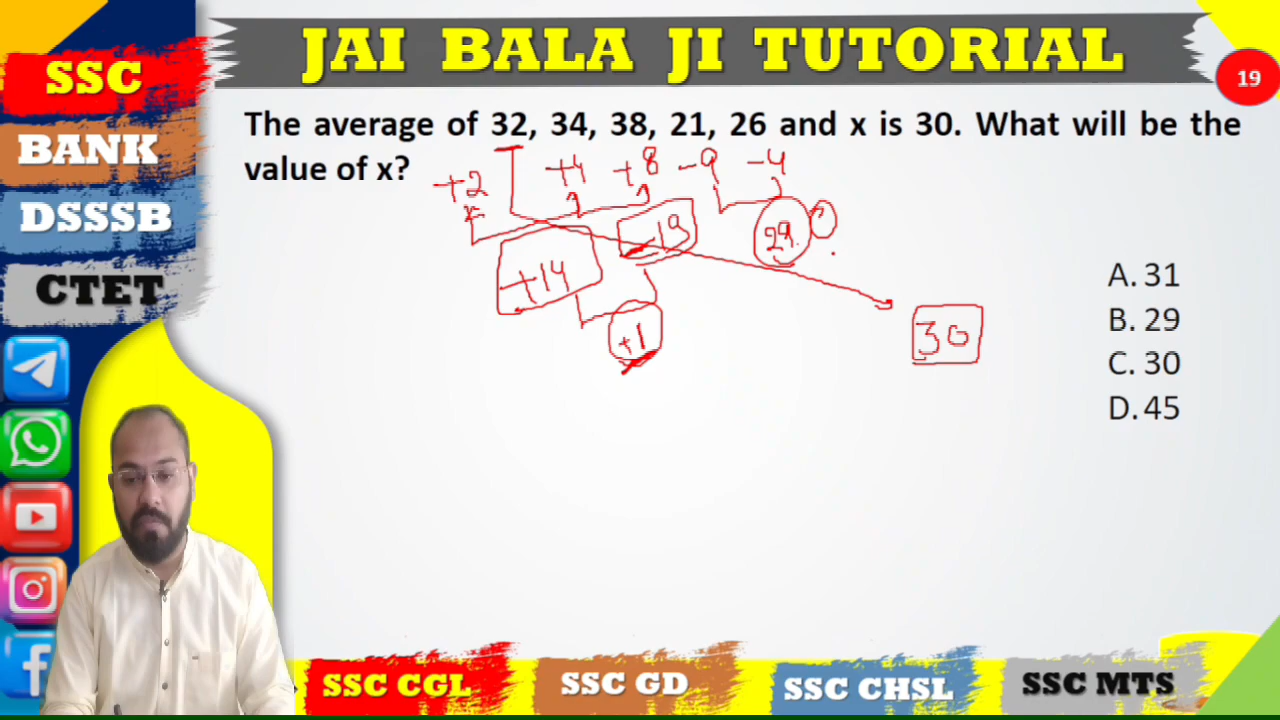 JAI BALA JI TUTORIAL
19
SSC
BANK
DSSSB
CTET
The average of 32, 34, 38, 21, 26 and x is 30. What will be the
value of x?
+2 +4 +8 -9 -4
+14 -13 29
+1
30
A. 31
B. 29
C. 30
D. 45
SSC CGL
SSC GD
SSC CHSL
SSC MTS